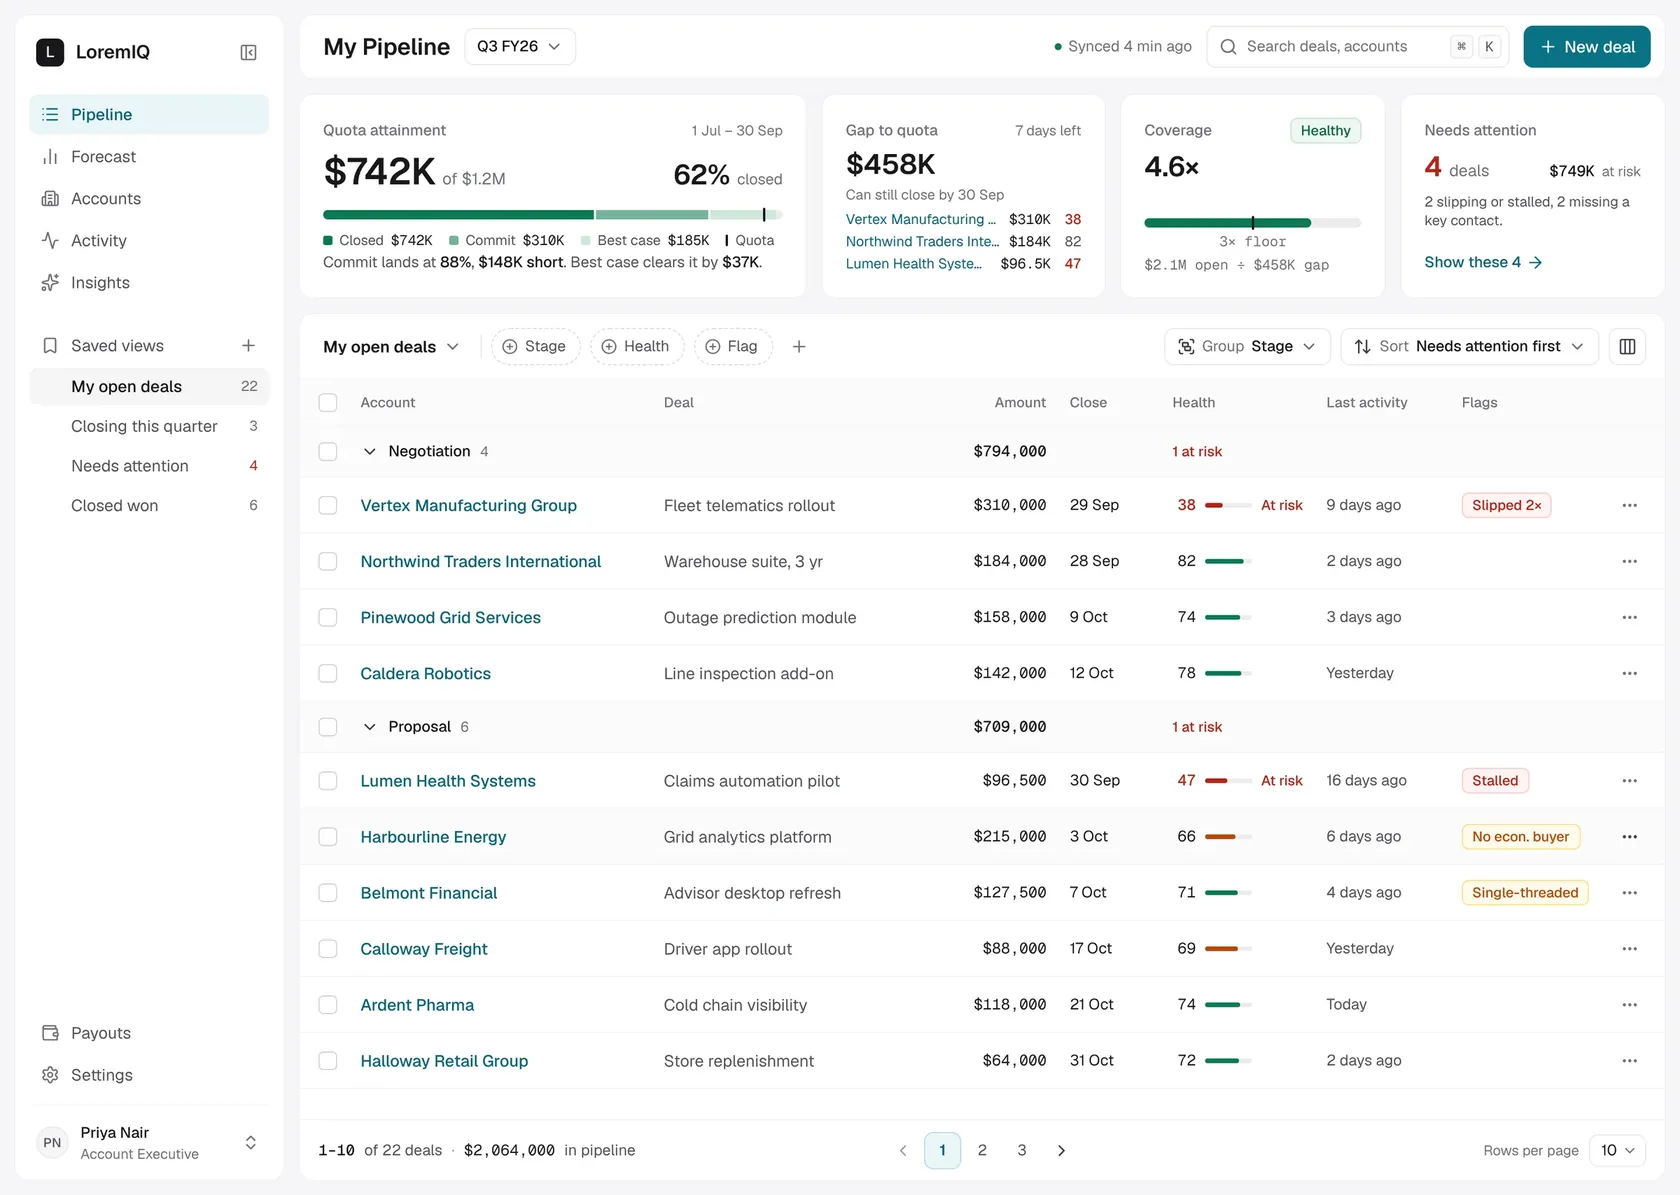 L LoremIQ
Pipeline
Forecast
Accounts
Activity
Insights
Saved views
My open deals 22
Closing this quarter 3
Needs attention 4
Closed won 6
Payouts
Settings
PN Priya Nair
Account Executive
My Pipeline Q3 FY26 Synced 4 min ago Search deals, accounts ⌘ K + New deal
Quota attainment 1 Jul – 30 Sep
$742K of $1.2M 62% closed
Closed $742K Commit $310K Best case $185K Quota
Commit lands at 88%, $148K short. Best case clears it by $37K.
Gap to quota 7 days left
$458K
Can still close by 30 Sep
Vertex Manufacturing … $310K 38
Northwind Traders Inte… $184K 82
Lumen Health Syste… $96.5K 47
Coverage Healthy
4.6×
3× floor
$2.1M open ÷ $458K gap
Needs attention
4 deals $749K at risk
2 slipping or stalled, 2 missing a
key contact.
Show these 4 →
My open deals Stage Health Flag + Group Stage Sort Needs attention first
Account Deal Amount Close Health Last activity Flags
Negotiation 4 $794,000 1 at risk
Vertex Manufacturing Group Fleet telematics rollout $310,000 29 Sep 38 At risk 9 days ago Slipped 2×
Northwind Traders International Warehouse suite, 3 yr $184,000 28 Sep 82 2 days ago
Pinewood Grid Services Outage prediction module $158,000 9 Oct 74 3 days ago
Caldera Robotics Line inspection add-on $142,000 12 Oct 78 Yesterday
Proposal 6 $709,000 1 at risk
Lumen Health Systems Claims automation pilot $96,500 30 Sep 47 At risk 16 days ago Stalled
Harbourline Energy Grid analytics platform $215,000 3 Oct 66 6 days ago No econ. buyer
Belmont Financial Advisor desktop refresh $127,500 7 Oct 71 4 days ago Single-threaded
Calloway Freight Driver app rollout $88,000 17 Oct 69 Yesterday
Ardent Pharma Cold chain visibility $118,000 21 Oct 74 Today
Halloway Retail Group Store replenishment $64,000 31 Oct 72 2 days ago
1–10 of 22 deals · $2,064,000 in pipeline 1 2 3 Rows per page 10